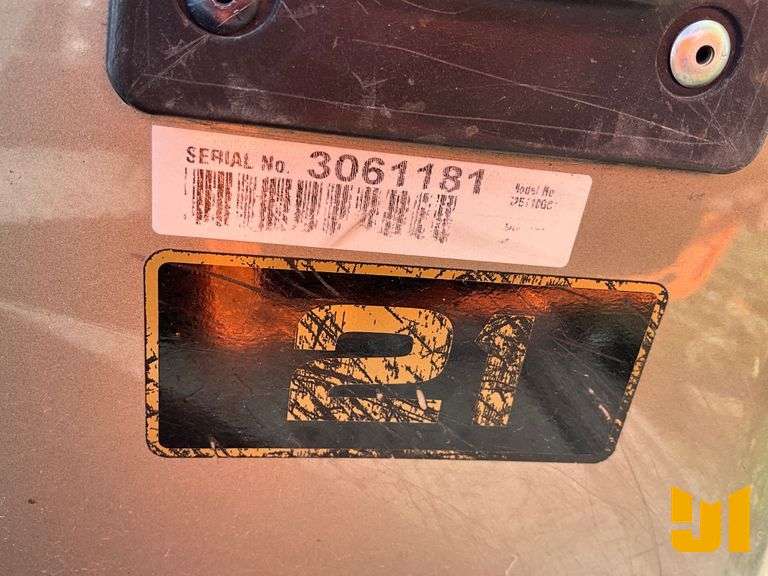 SERIAL No. 3061181
Model No
21